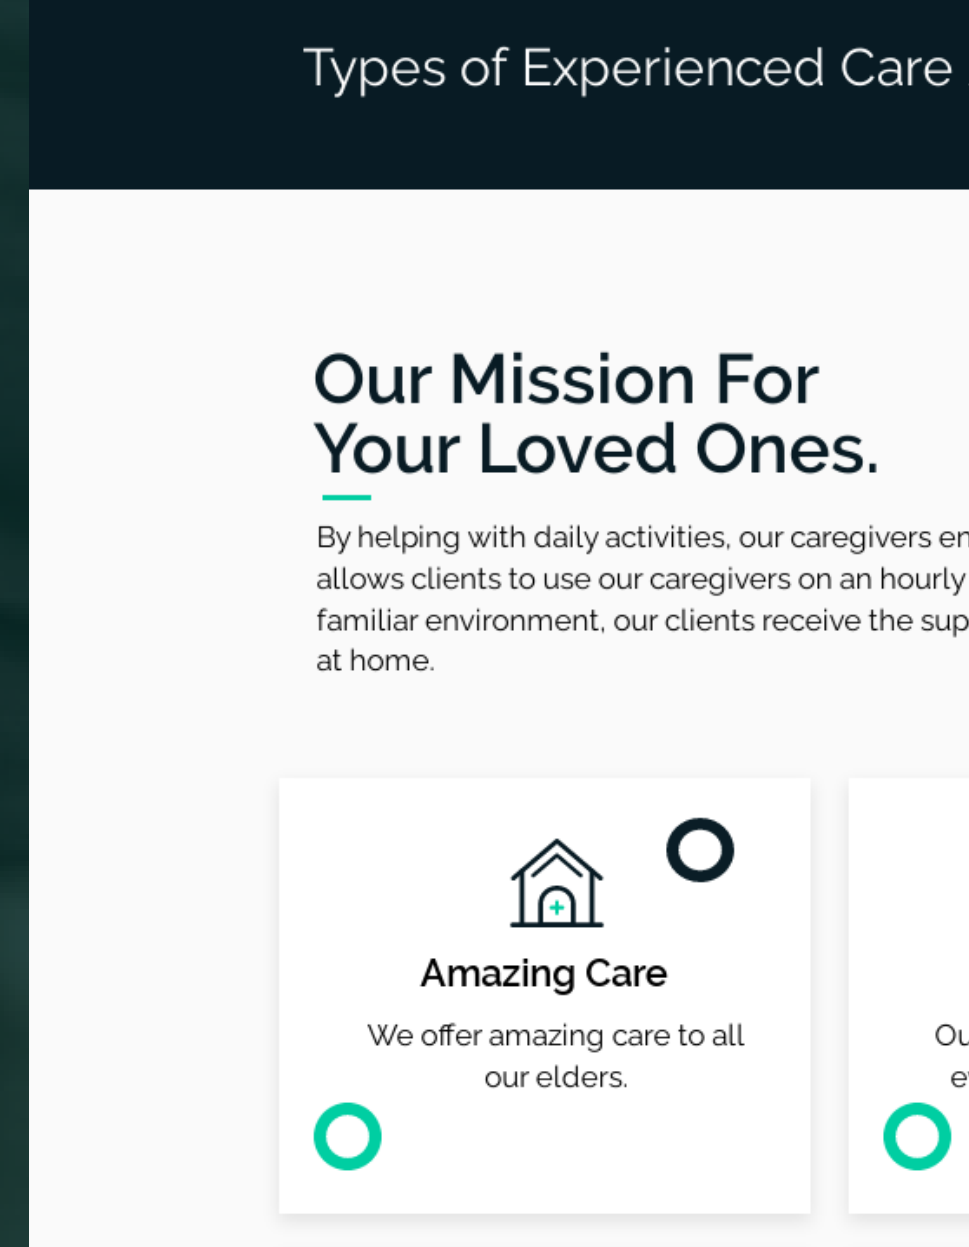 Types of Experienced Care
Our Mission For
Your Loved Ones.
By helping with daily activities, our caregivers
allows clients to use our caregivers on an hourly
familiar environment, our clients receive the
at home.
Amazing Care
We offer amazing care to all
our elders.